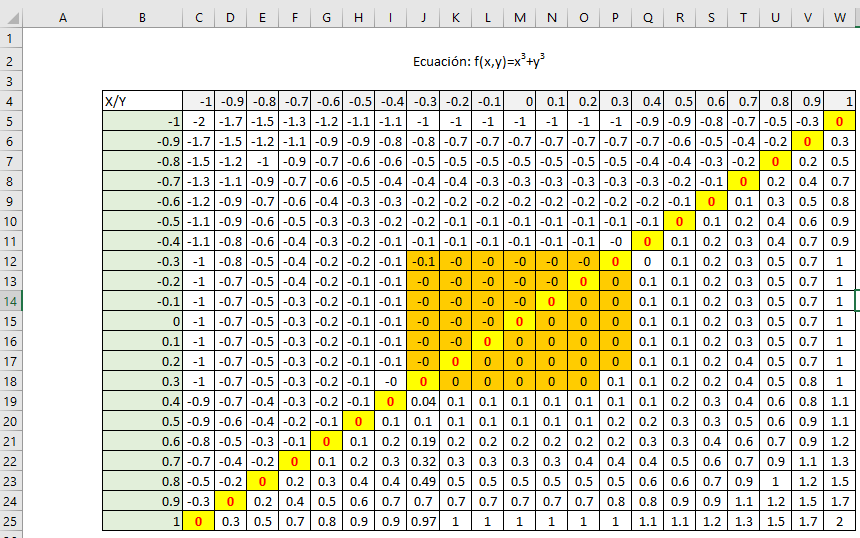 A B C D E F G H I J K L M N O P Q R S T U V W
1
2 Ecuación: f(x,y)=x³+y³
3
4 X/Y -1 -0.9 -0.8 -0.7 -0.6 -0.5 -0.4 -0.3 -0.2 -0.1 0 0.1 0.2 0.3 0.4 0.5 0.6 0.7 0.8 0.9 1
5 -1 -2 -1.7 -1.5 -1.3 -1.2 -1.1 -1.1 -1 -1 -1 -1 -1 -1 -1 -0.9 -0.9 -0.8 -0.7 -0.5 -0.3 0
6 -0.9 -1.7 -1.5 -1.2 -1.1 -0.9 -0.9 -0.8 -0.8 -0.7 -0.7 -0.7 -0.7 -0.7 -0.7 -0.7 -0.6 -0.5 -0.4 -0.2 0 0.3
7 -0.8 -1.5 -1.2 -1 -0.9 -0.7 -0.6 -0.6 -0.5 -0.5 -0.5 -0.5 -0.5 -0.5 -0.5 -0.4 -0.4 -0.3 -0.2 0 0.2 0.5
8 -0.7 -1.3 -1.1 -0.9 -0.7 -0.6 -0.5 -0.4 -0.4 -0.4 -0.3 -0.3 -0.3 -0.3 -0.3 -0.3 -0.2 -0.1 0 0.2 0.4 0.7
9 -0.6 -1.2 -0.9 -0.7 -0.6 -0.4 -0.3 -0.3 -0.2 -0.2 -0.2 -0.2 -0.2 -0.2 -0.2 -0.2 -0.1 0 0.1 0.3 0.5 0.8
10 -0.5 -1.1 -0.9 -0.6 -0.5 -0.3 -0.3 -0.2 -0.2 -0.1 -0.1 -0.1 -0.1 -0.1 -0.1 -0.1 0 0.1 0.2 0.4 0.6 0.9
11 -0.4 -1.1 -0.8 -0.6 -0.4 -0.3 -0.2 -0.1 -0.1 -0.1 -0.1 -0.1 -0.1 -0.1 -0 0 0.1 0.2 0.3 0.4 0.7 0.9
12 -0.3 -1 -0.8 -0.5 -0.4 -0.2 -0.2 -0.1 -0.1 -0 -0 -0 -0 -0 0 0 0.1 0.2 0.3 0.5 0.7 1
13 -0.2 -1 -0.7 -0.5 -0.4 -0.2 -0.1 -0.1 -0 -0 -0 -0 -0 0 0 0.1 0.1 0.2 0.3 0.5 0.7 1
14 -0.1 -1 -0.7 -0.5 -0.3 -0.2 -0.1 -0.1 -0 -0 -0 -0 0 0 0 0.1 0.1 0.2 0.3 0.5 0.7 1
15 0 -1 -0.7 -0.5 -0.3 -0.2 -0.1 -0.1 -0 -0 -0 0 0 0 0 0.1 0.1 0.2 0.3 0.5 0.7 1
16 0.1 -1 -0.7 -0.5 -0.3 -0.2 -0.1 -0.1 -0 -0 0 0 0 0 0 0.1 0.1 0.2 0.3 0.5 0.7 1
17 0.2 -1 -0.7 -0.5 -0.3 -0.2 -0.1 -0.1 -0 0 0 0 0 0 0 0.1 0.1 0.2 0.4 0.5 0.7 1
18 0.3 -1 -0.7 -0.4 -0.3 -0.2 -0.1 -0 0 0 0 0 0 0 0.1 0.1 0.2 0.2 0.4 0.5 0.8 1
19 0.4 -0.9 -0.7 -0.4 -0.3 -0.2 -0.1 0 0.04 0.1 0.1 0.1 0.1 0.1 0.1 0.1 0.2 0.3 0.4 0.6 0.8 1.1
20 0.5 -0.9 -0.6 -0.4 -0.2 -0.1 0 0.1 0.1 0.1 0.1 0.1 0.1 0.1 0.2 0.2 0.3 0.3 0.5 0.6 0.9 1.1
21 0.6 -0.8 -0.5 -0.3 -0.1 0 0.1 0.2 0.19 0.2 0.2 0.2 0.2 0.2 0.2 0.3 0.3 0.4 0.6 0.7 0.9 1.2
22 0.7 -0.7 -0.4 -0.2 0 0.1 0.2 0.3 0.32 0.3 0.3 0.3 0.3 0.4 0.4 0.4 0.5 0.6 0.7 0.9 1.1 1.3
23 0.8 -0.5 -0.2 0 0.2 0.3 0.4 0.4 0.49 0.5 0.5 0.5 0.5 0.5 0.5 0.6 0.6 0.7 0.9 1 1.2 1.5
24 0.9 -0.3 0 0.2 0.4 0.5 0.6 0.7 0.7 0.7 0.7 0.7 0.7 0.7 0.8 0.8 0.9 0.9 1.1 1.2 1.5 1.7
25 1 0 0.3 0.5 0.7 0.8 0.9 0.9 0.97 1 1 1 1 1 1 1.1 1.1 1.2 1.3 1.5 1.7 2